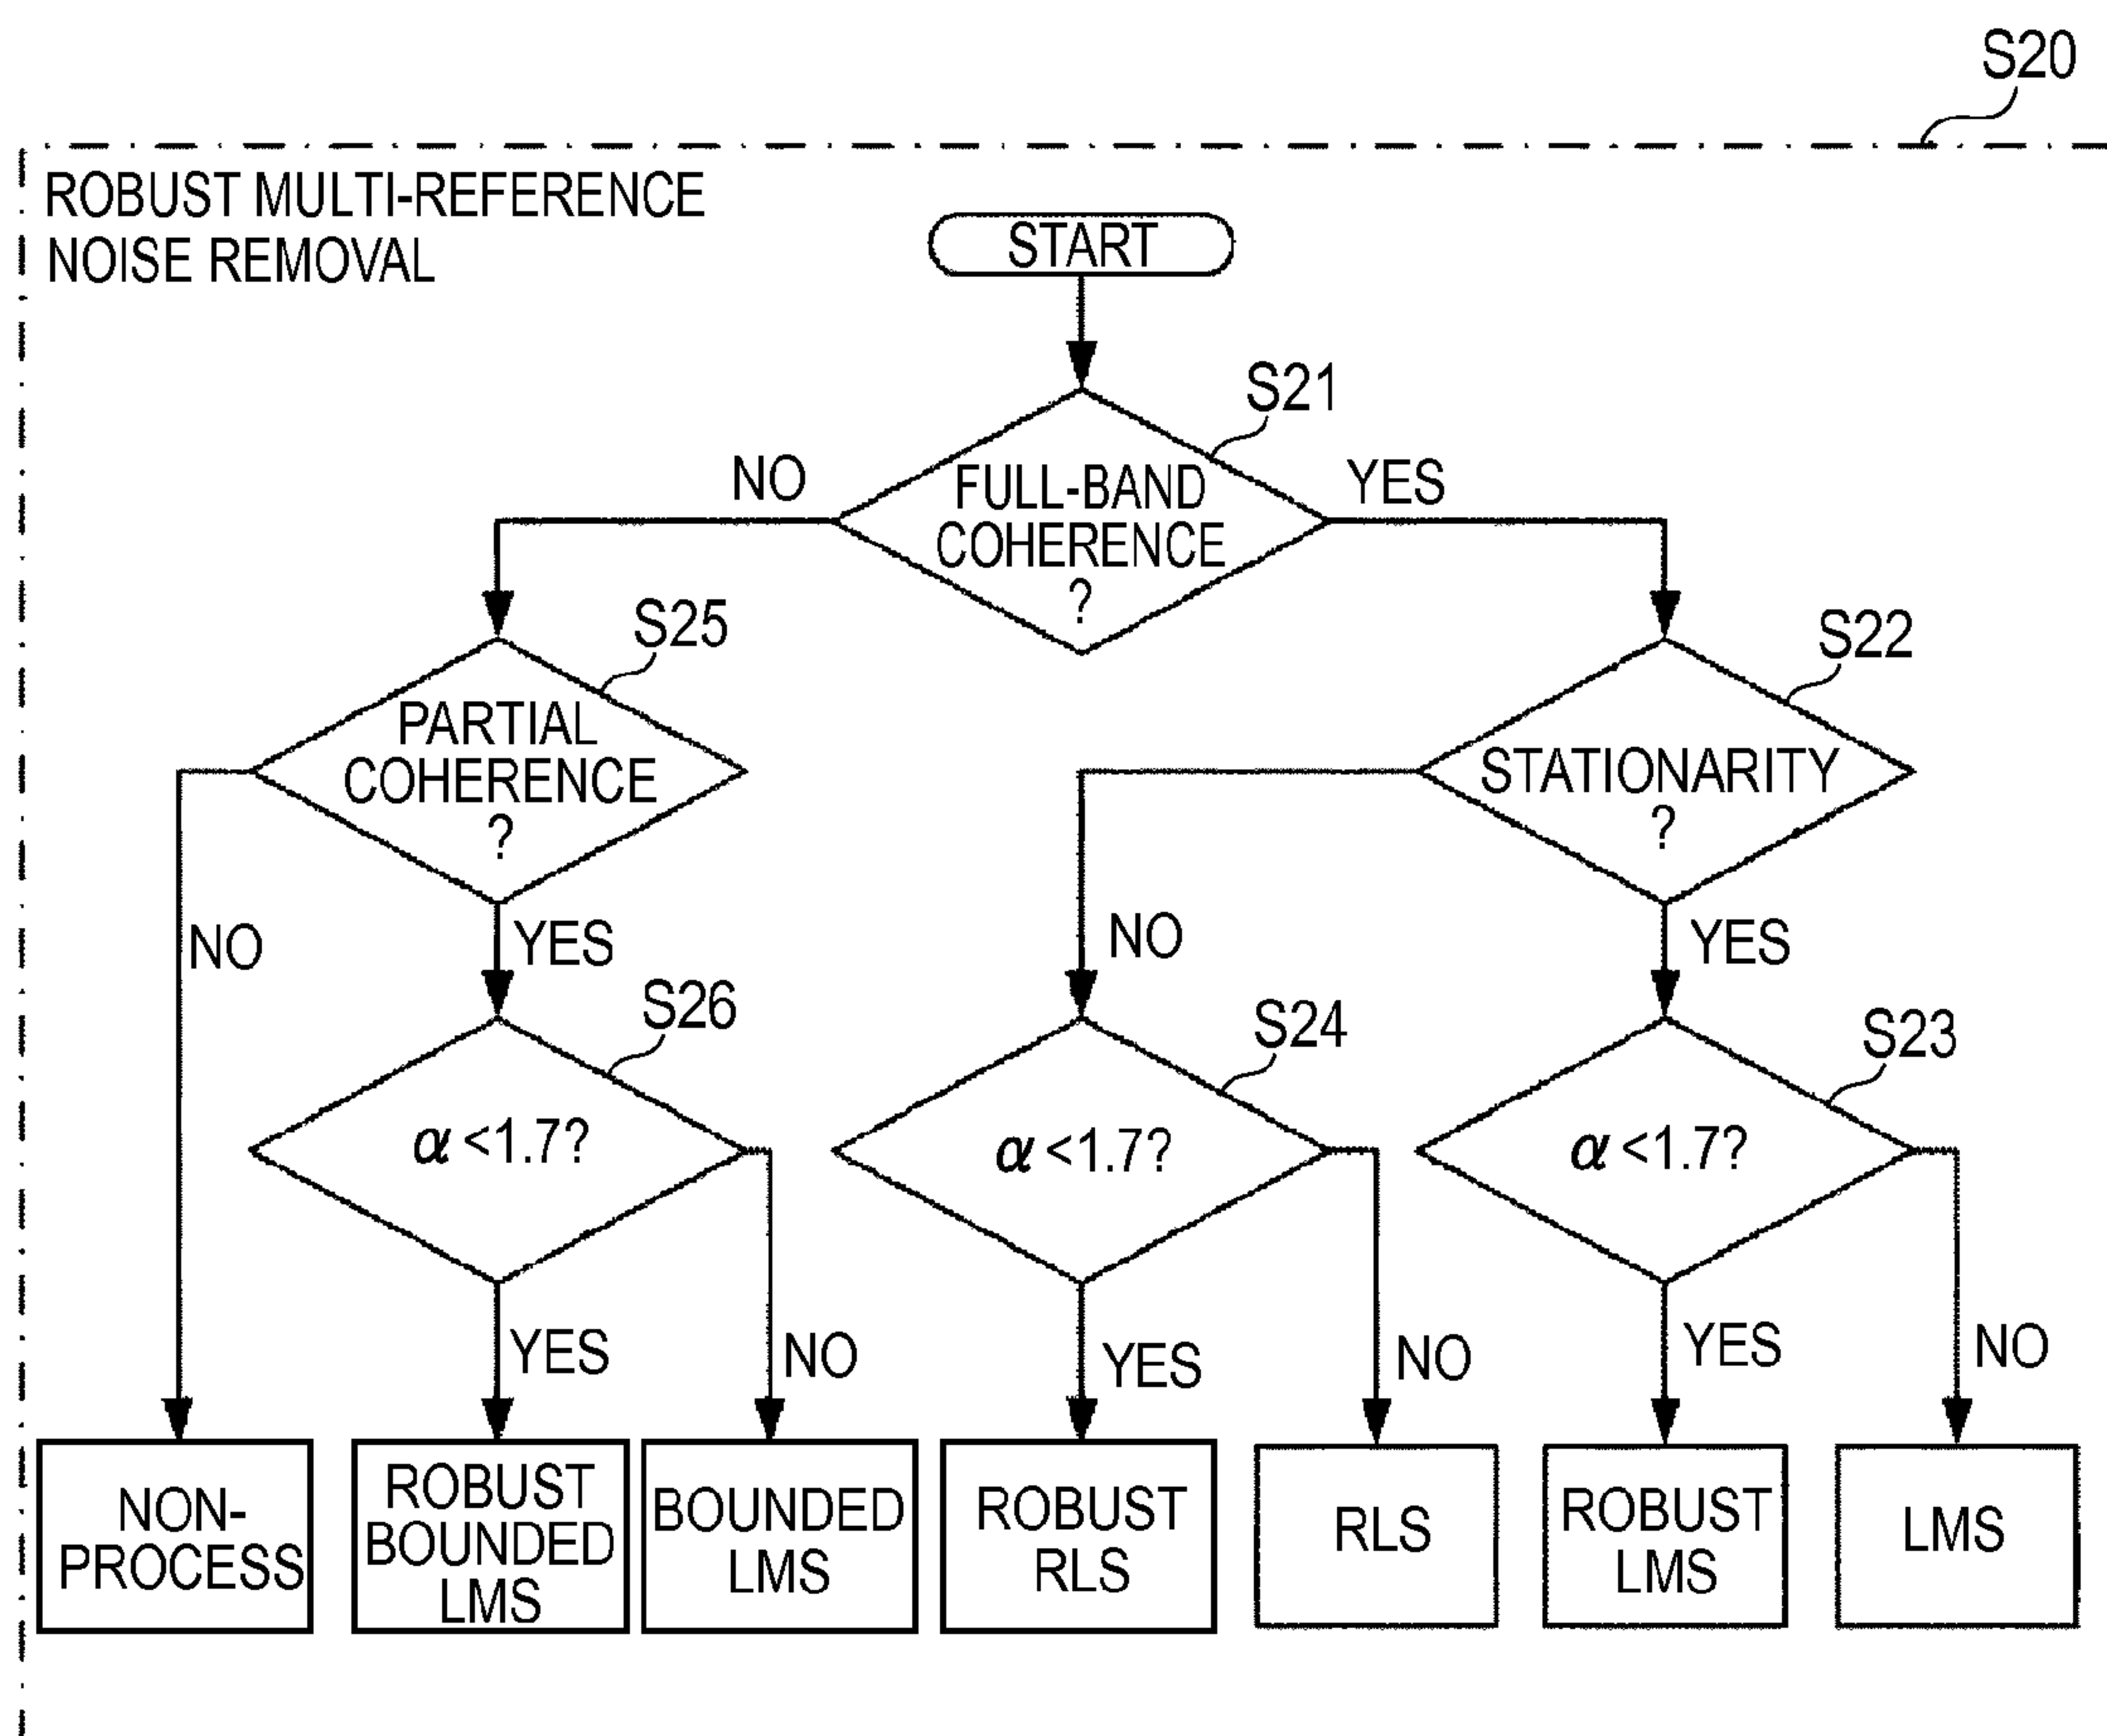 S20
ROBUST MULTI-REFERENCE
NOISE REMOVAL
START
S21
FULL-BAND
COHERENCE
?
NO
YES
S25
PARTIAL
COHERENCE
?
S22
STATIONARITY
?
NO
YES
NO
YES
S26
α <1.7?
S24
α <1.7?
S23
α <1.7?
YES
NO
YES
NO
YES
NO
NON-
PROCESS
ROBUST
BOUNDED
LMS
BOUNDED
LMS
ROBUST
RLS
RLS
ROBUST
LMS
LMS